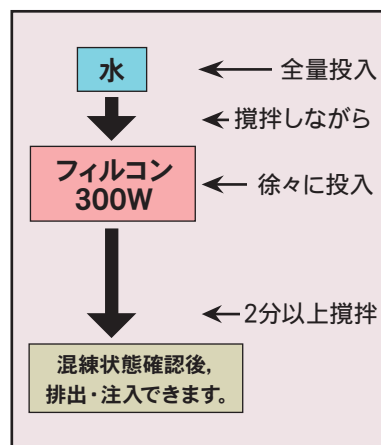 水
全量投入
撹拌しながら
フィルコン
300W
徐々に投入
2分以上撹拌
混練状態確認後,
排出・注入できます。